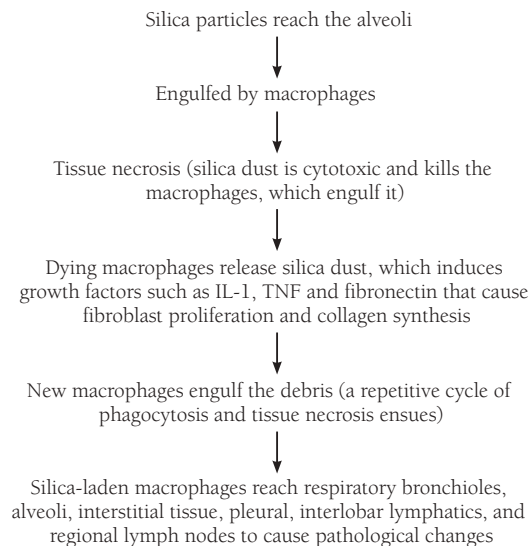 Silica particles reach the alveoli
Engulfed by macrophages
Tissue necrosis (silica dust is cytotoxic and kills the
macrophages, which engulf it)
Dying macrophages release silica dust, which induces
growth factors such as IL-1, TNF and fibronectin that cause
fibroblast proliferation and collagen synthesis
New macrophages engulf the debris (a repetitive cycle of
phagocytosis and tissue necrosis ensues)
Silica-laden macrophages reach respiratory bronchioles,
alveoli, interstitial tissue, pleural, interlobar lymphatics, and
regional lymph nodes to cause pathological changes